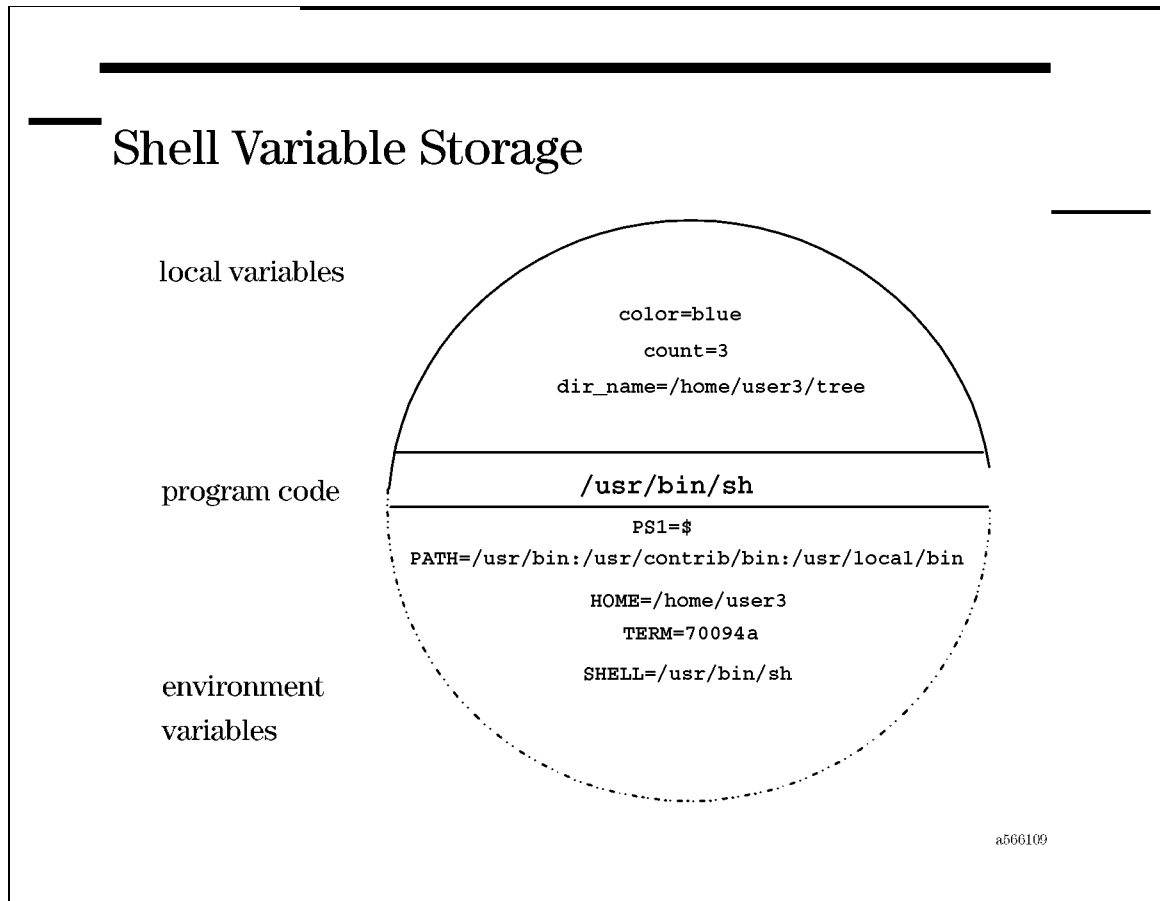 Shell Variable Storage
local variables
color=blue
count=3
dir_name=/home/user3/tree
program code
/usr/bin/sh
PS1=$
PATH=/usr/bin:/usr/contrib/bin:/usr/local/bin
HOME=/home/user3
TERM=70094a
SHELL=/usr/bin/sh
environment
variables
a566109